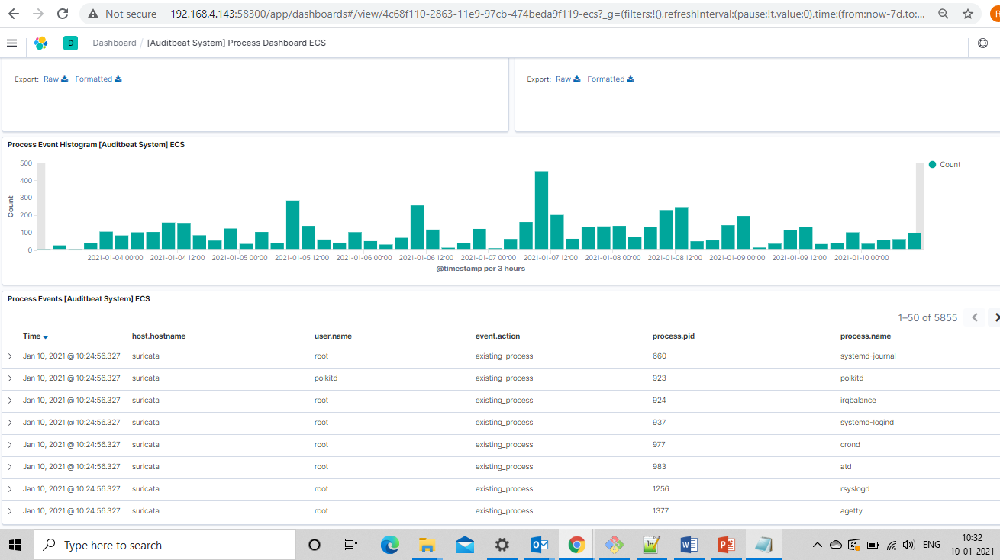 Not secure
192.168.4.143:58300/app/dashboards#/view/4c68f110-2863-11e9-97cb-474beda9f119-ecs?_g=(filters:!(),refreshInterval:(pause:!t,value:0),time:(from:now-7d,to:...
R
D
Dashboard / [Auditbeat System] Process Dashboard ECS
Export: Raw Formatted
Export: Raw Formatted
Process Event Histogram [Auditbeat System] ECS
500
400
300
200
100
0
Count
Count
2021-01-04 00:00 2021-01-04 12:00 2021-01-05 00:00 2021-01-05 12:00 2021-01-06 00:00 2021-01-06 12:00 2021-01-07 00:00 2021-01-07 12:00 2021-01-08 00:00 2021-01-08 12:00 2021-01-09 00:00 2021-01-09 12:00 2021-01-10 00:00
@timestamp per 3 hours
Process Events [Auditbeat System] ECS
1–50 of 5855
Time host.hostname user.name event.action process.pid process.name
Jan 10, 2021 @ 10:24:56.327 suricata root existing_process 660 systemd-journal
Jan 10, 2021 @ 10:24:56.327 suricata polkitd existing_process 923 polkitd
Jan 10, 2021 @ 10:24:56.327 suricata root existing_process 924 irqbalance
Jan 10, 2021 @ 10:24:56.327 suricata root existing_process 937 systemd-logind
Jan 10, 2021 @ 10:24:56.327 suricata root existing_process 977 crond
Jan 10, 2021 @ 10:24:56.327 suricata root existing_process 983 atd
Jan 10, 2021 @ 10:24:56.327 suricata root existing_process 1256 rsyslogd
Jan 10, 2021 @ 10:24:56.327 suricata root existing_process 1377 agetty
Type here to search
ENG
10:32
10-01-2021